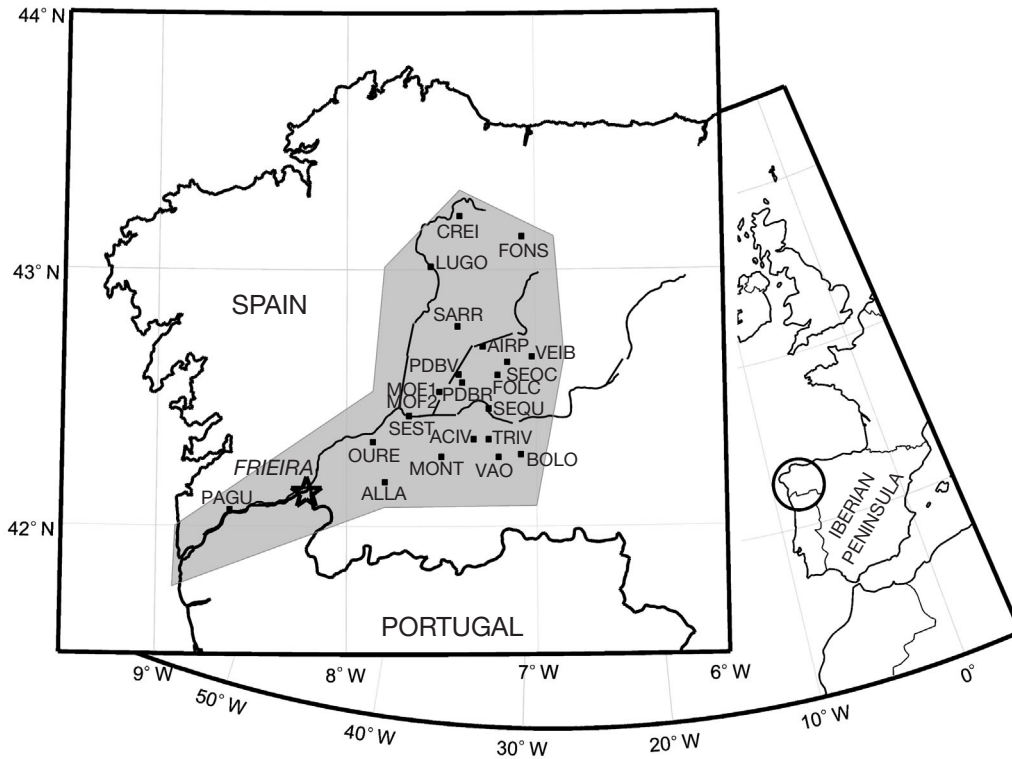 44° N
CREI
FONS
43° N
LUGO
SPAIN
SARR
AIRP
VEIB
PDBV
SEOC
MOF1
PDBR
FOLC
MOF2
SEQU
SEST
ACIV
TRIV
OURE
MONT
VAO
BOLO
FRIEIRA
PAGU
ALLA
42° N
PORTUGAL
IBERIAN
PENINSULA
9° W
8° W
7° W
6° W
0°
50° W
40° W
30° W
20° W
10° W